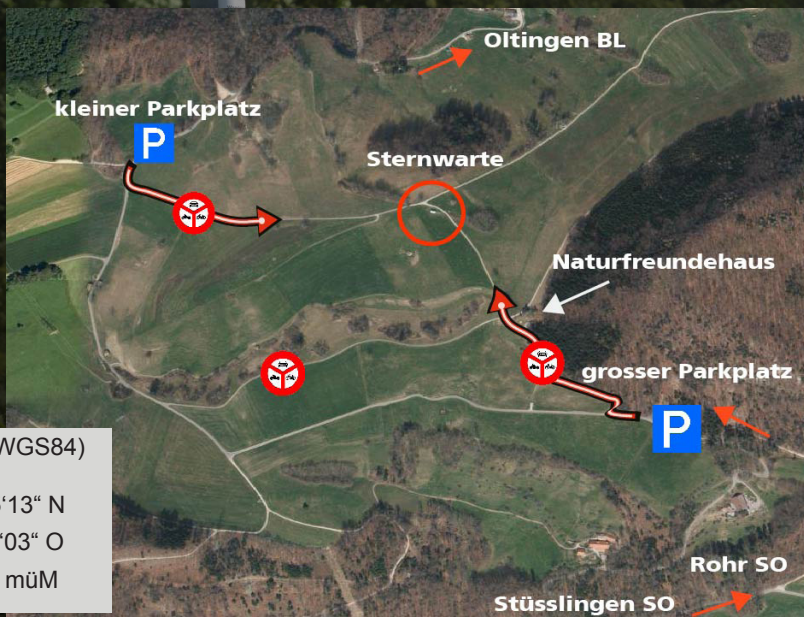 Oltingen BL
kleiner Parkplatz
P
Sternwarte
Naturfreundehaus
grosser Parkplatz
P
WGS84)
‘13“ N
‘03“ O
müM
Rohr SO
Stüsslingen SO